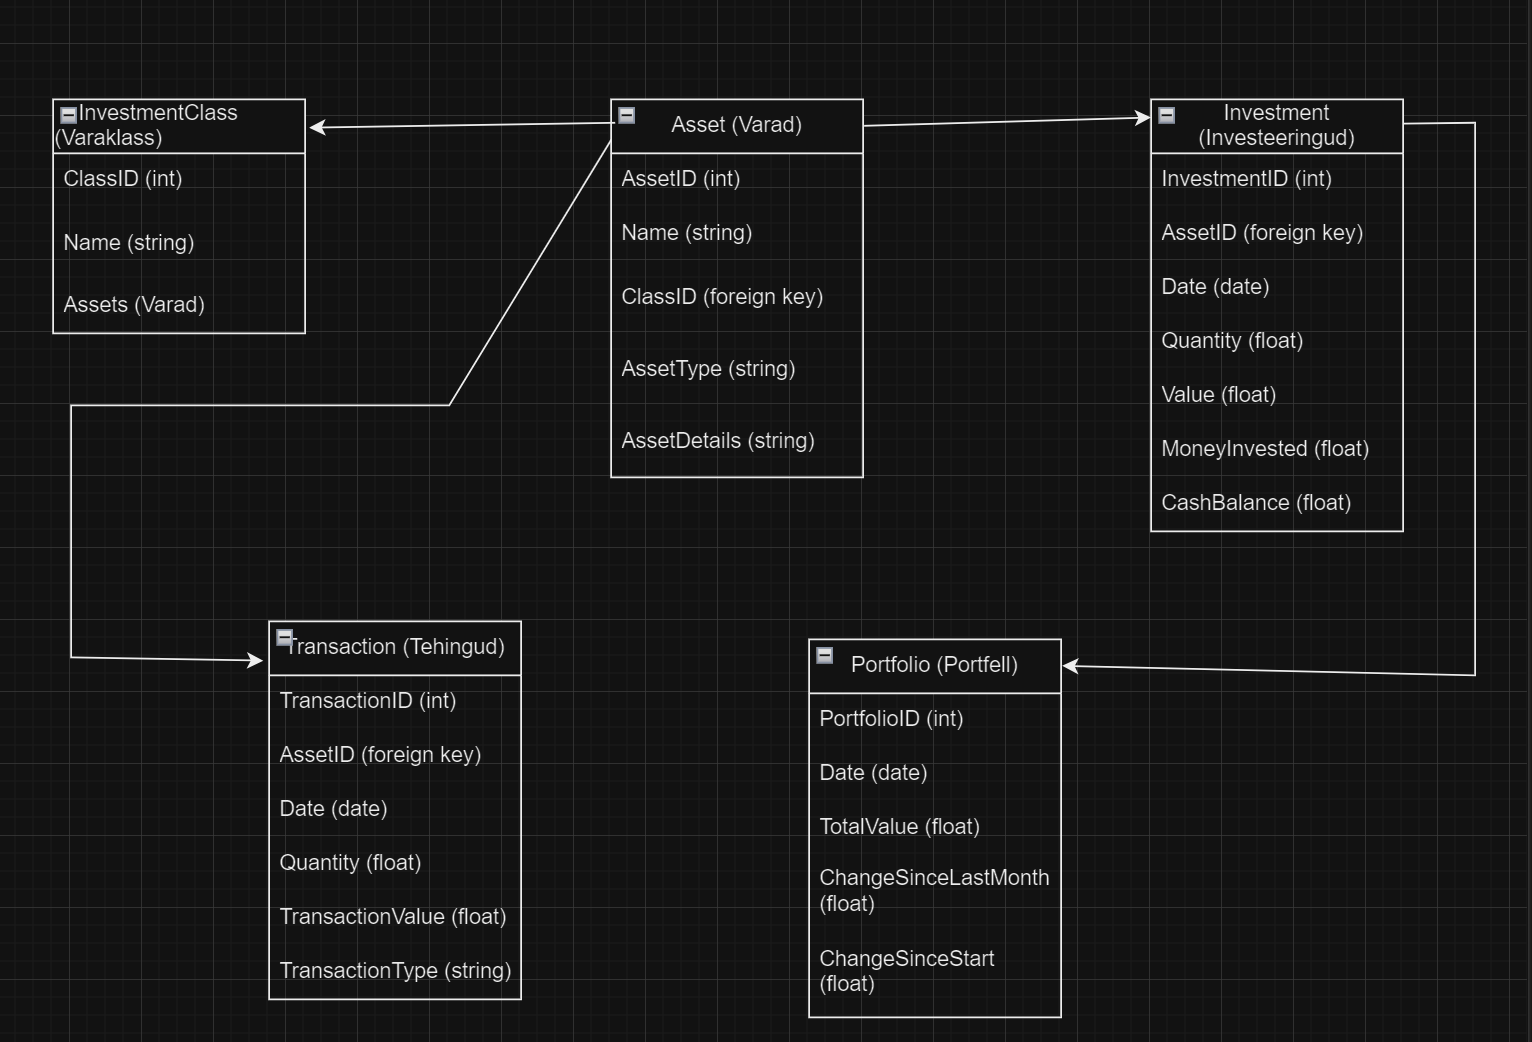 InvestmentClass
(Varaklass)
ClassID (int)
Name (string)
Assets (Varad)
Asset (Varad)
AssetID (int)
Name (string)
ClassID (foreign key)
AssetType (string)
AssetDetails (string)
Investment
(Investeeringud)
InvestmentID (int)
AssetID (foreign key)
Date (date)
Quantity (float)
Value (float)
MoneyInvested (float)
CashBalance (float)
Transaction (Tehingud)
TransactionID (int)
AssetID (foreign key)
Date (date)
Quantity (float)
TransactionValue (float)
TransactionType (string)
Portfolio (Portfell)
PortfolioID (int)
Date (date)
TotalValue (float)
ChangeSinceLastMonth
(float)
ChangeSinceStart
(float)